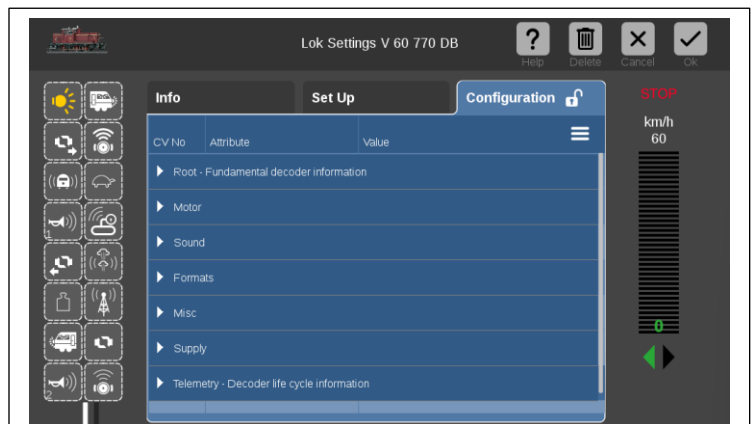 Lok Settings V 60 770 DB
?
Help
Delete
Cancel
Ok
Info
Set Up
Configuration
STOP
km/h
60
CV No Attribute Value
Root - Fundamental decoder information
Motor
Sound
Formats
Misc
Supply
Telemetry - Decoder life cycle information
1
2
0